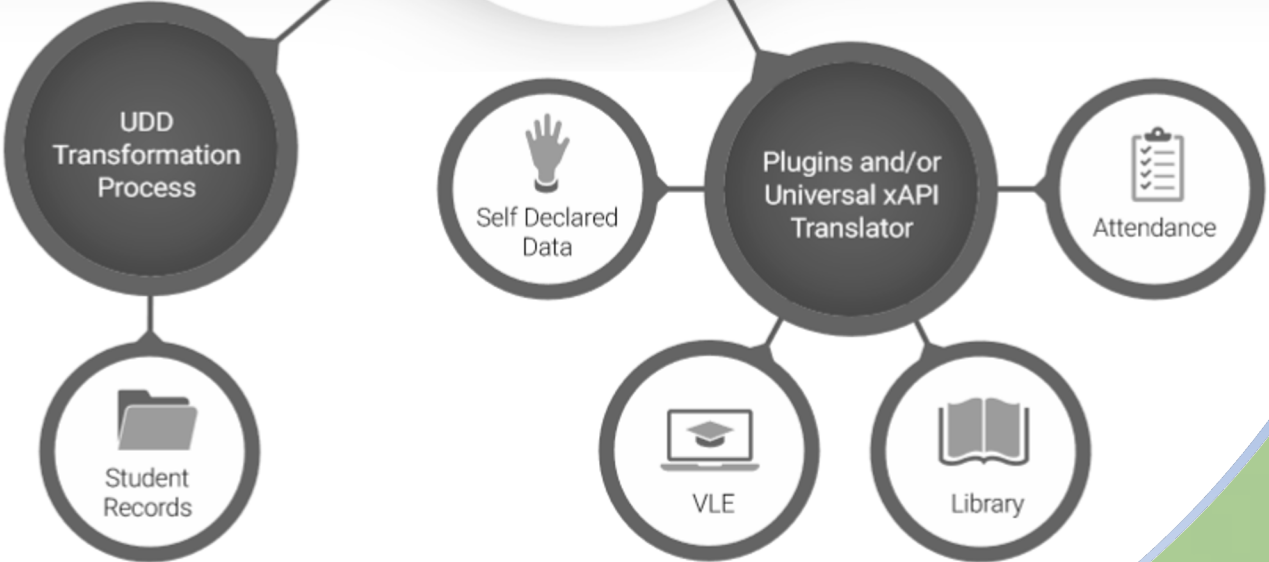 UDD
Transformation
Process
Plugins and/or
Universal xAPI
Translator
Self Declared
Data
Attendance
Student
Records
VLE
Library